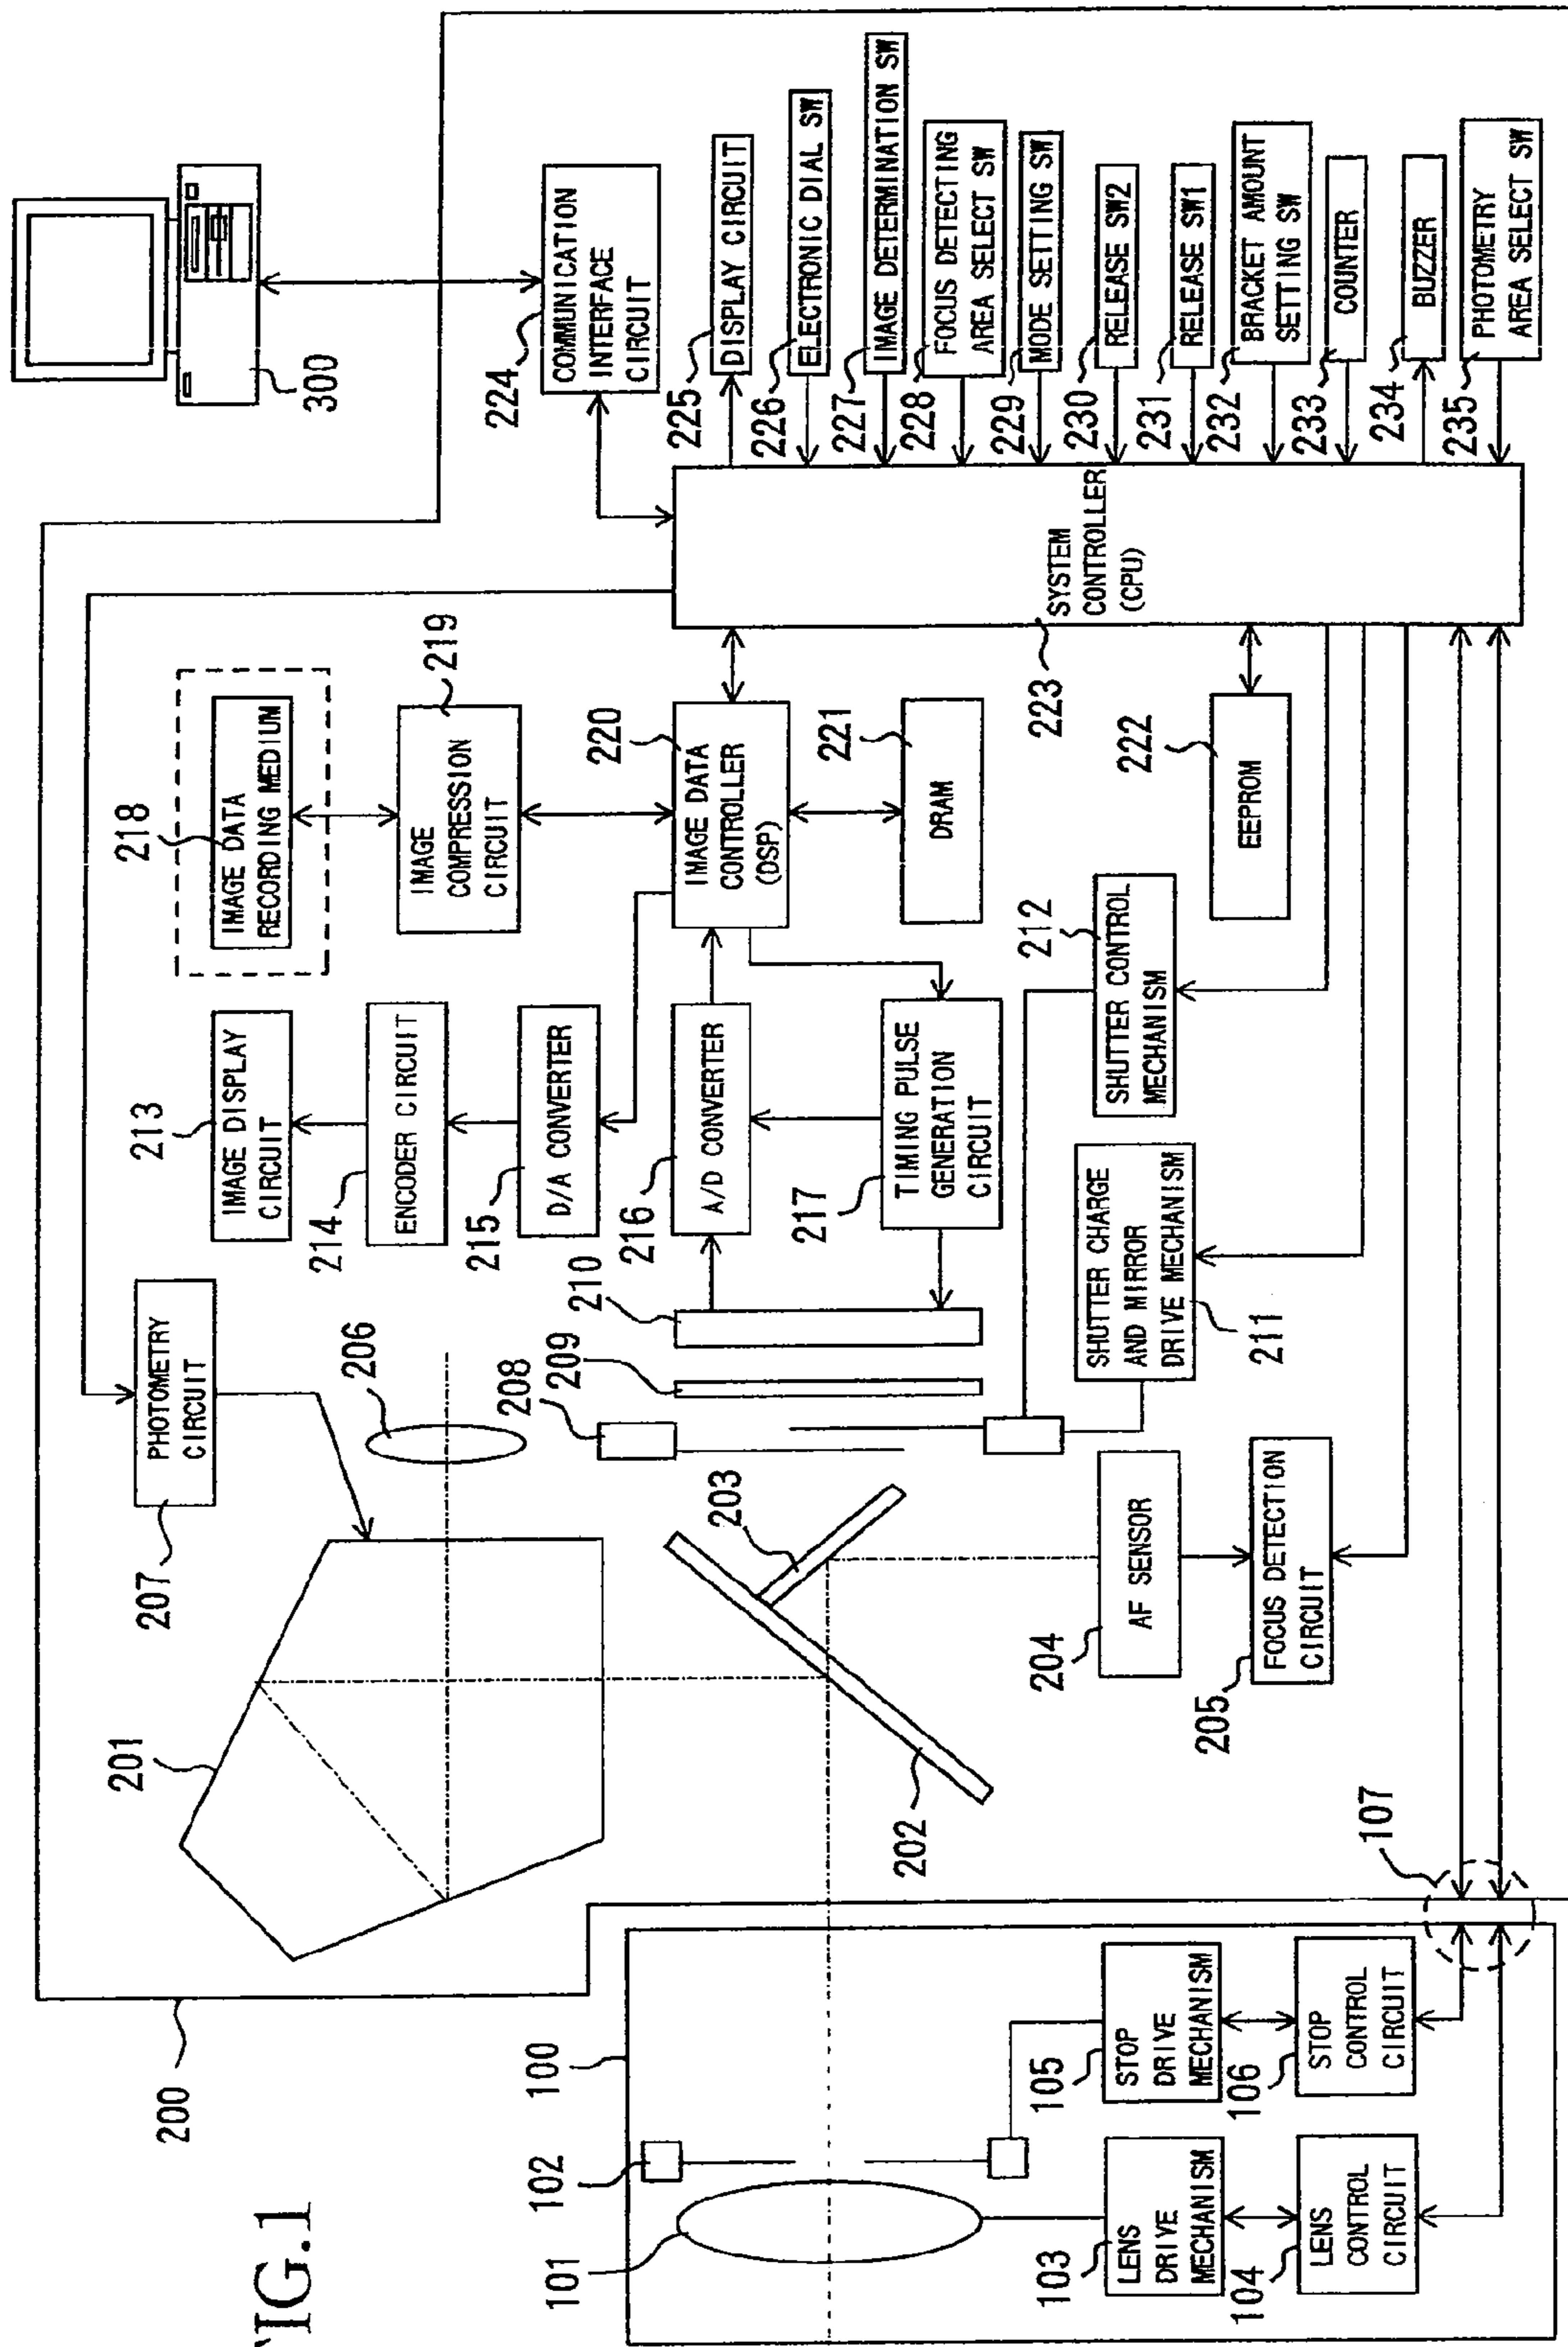 FIG.1
200
201
207
PHOTOMETRY
CIRCUIT
206
213
IMAGE DISPLAY
CIRCUIT
214
ENCODER CIRCUIT
215
D/A CONVERTER
216
A/D CONVERTER
217
TIMING PULSE
GENERATION
CIRCUIT
218
IMAGE DATA
RECORDING MEDIUM
219
IMAGE
COMPRESSION
CIRCUIT
220
IMAGE DATA
CONTROLLER
(DSP)
221
DRAM
222
EEPROM
223
SYSTEM
CONTROLLER
(CPU)
300
224
COMMUNICATION
INTERFACE
CIRCUIT
225
DISPLAY CIRCUIT
226
ELECTRONIC DIAL SW
227
IMAGE DETERMINATION SW
228
FOCUS DETECTING
AREA SELECT SW
229
MODE SETTING SW
230
RELEASE SW2
231
RELEASE SW1
232
BRACKET AMOUNT
SETTING SW
233
COUNTER
234
BUZZER
235
PHOTOMETRY
AREA SELECT SW
208
209
210
202
203
204
AF SENSOR
205
FOCUS DETECTION
CIRCUIT
211
SHUTTER CHARGE
AND MIRROR
DRIVE MECHANISM
212
SHUTTER CONTROL
MECHANISM
100
101
102
103
LENS
DRIVE
MECHANISM
104
LENS
CONTROL
CIRCUIT
105
STOP
DRIVE
MECHANISM
106
STOP
CONTROL
CIRCUIT
107